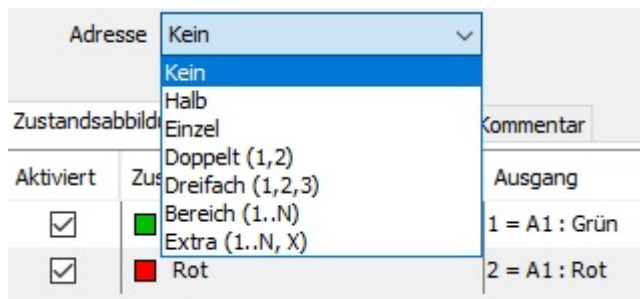 Adresse Kein
Kein
Halb
Einzel
Doppelt (1,2)
Dreifach (1,2,3)
Bereich (1..N)
Extra (1..N, X)
Kommentar
Aktiviert Ausgang
1 = A1 : Grün
Rot 2 = A1 : Rot